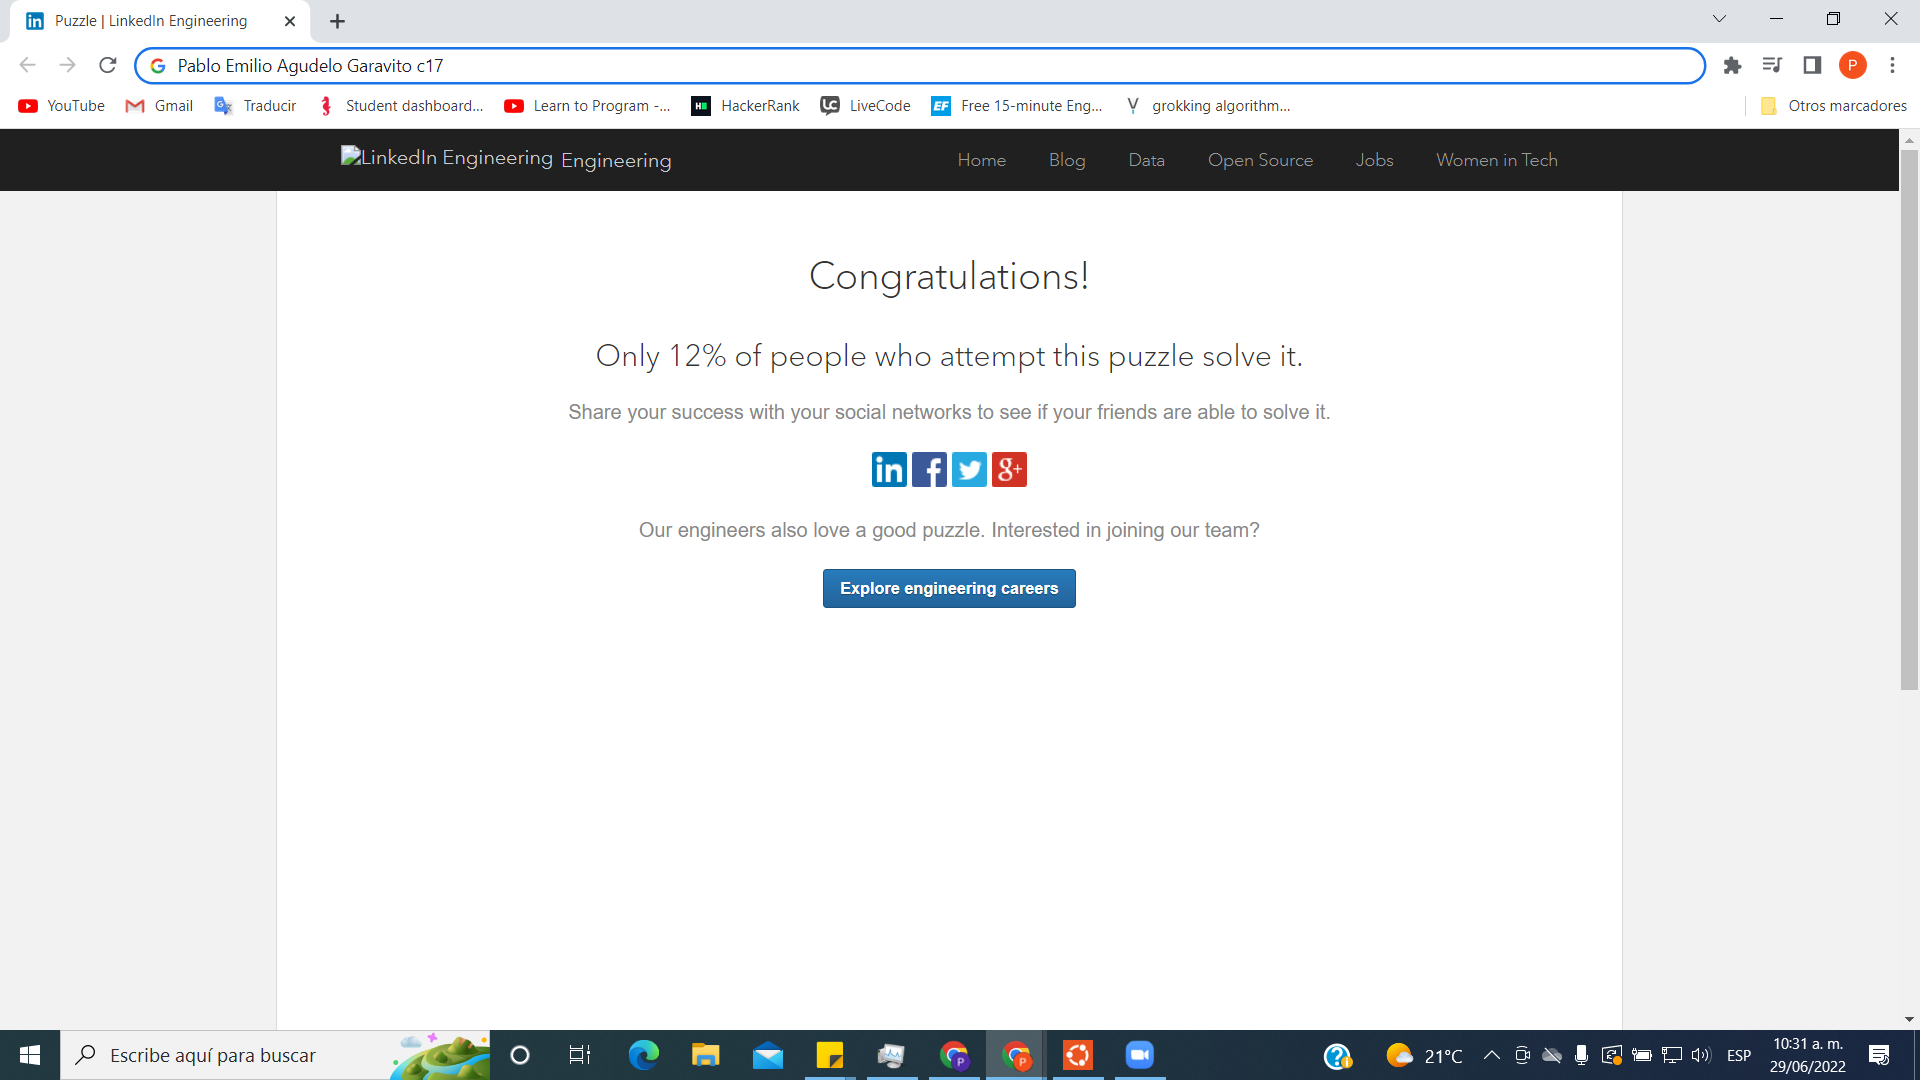 Puzzle | LinkedIn Engineering
Pablo Emilio Agudelo Garavito c17
P
YouTube Gmail Traducir Student dashboard... Learn to Program -... HackerRank LiveCode Free 15-minute Eng... grokking algorithm... Otros marcadores
LinkedIn Engineering Engineering Home Blog Data Open Source Jobs Women in Tech
Congratulations!
Only 12% of people who attempt this puzzle solve it.
Share your success with your social networks to see if your friends are able to solve it.
in f g+
Our engineers also love a good puzzle. Interested in joining our team?
Explore engineering careers
Escribe aquí para buscar
21°C
ESP
10:31 a. m.
29/06/2022